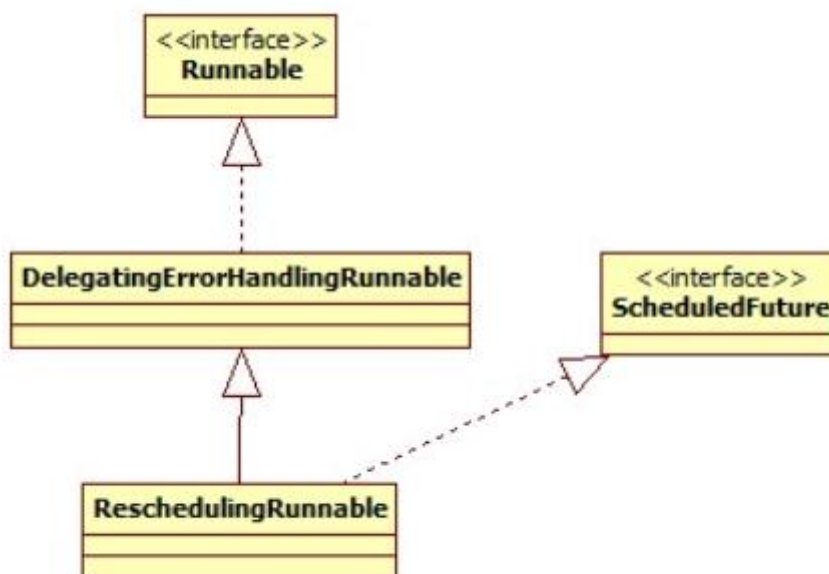 <<interface>>
Runnable
DelegatingErrorHandlingRunnable
<<interface>>
ScheduledFuture
ReschedulingRunnable